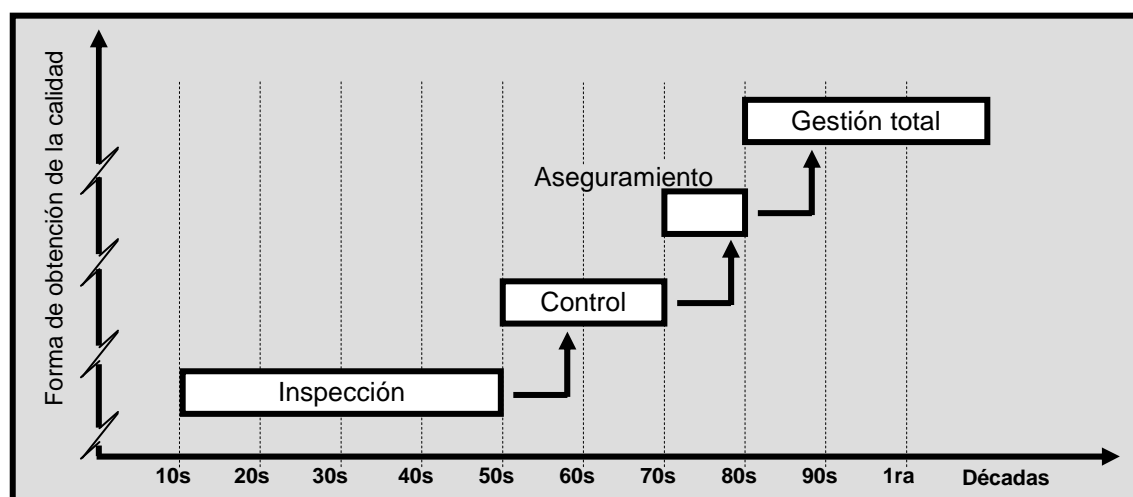 Forma de obtención de la calidad
Gestión total
Aseguramiento
Control
Inspección
10s 20s 30s 40s 50s 60s 70s 80s 90s 1ra Décadas